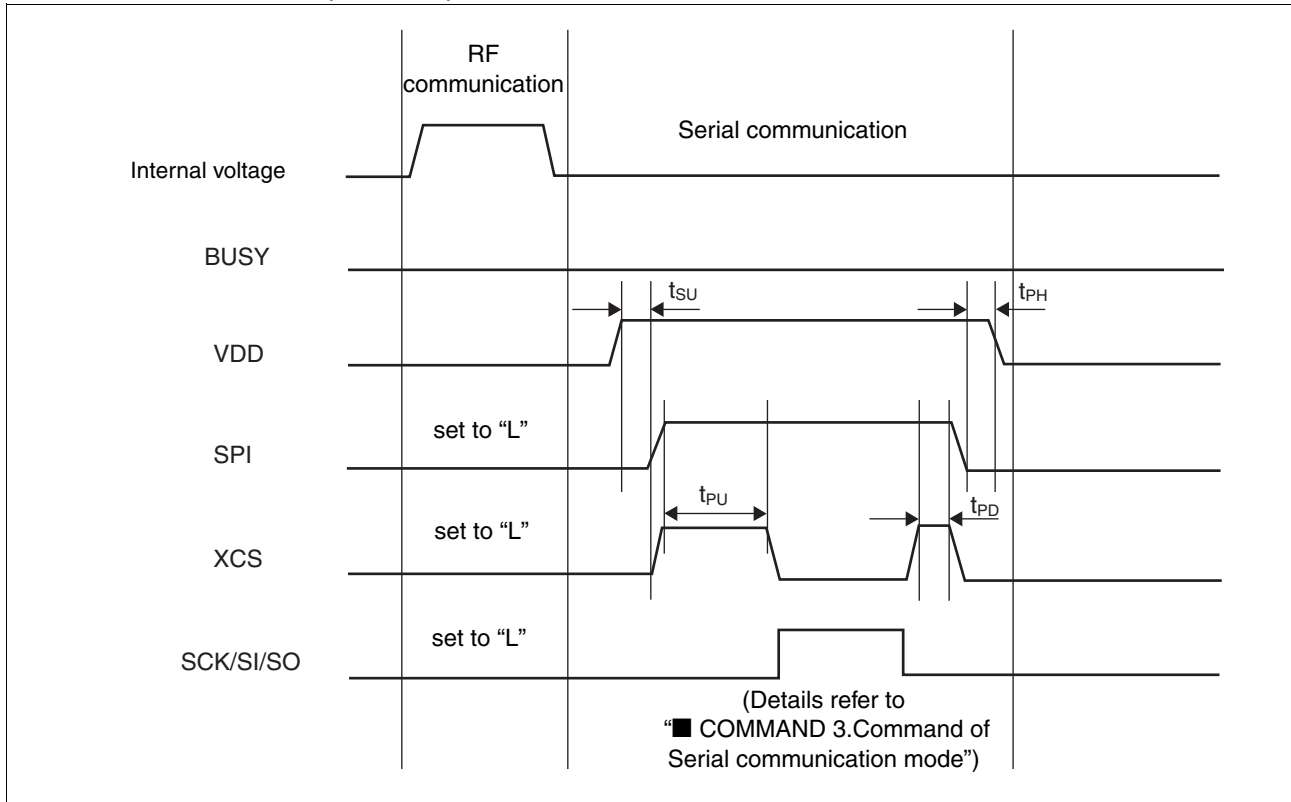 RF
communication
Serial communication
Internal voltage
BUSY
tSU
tPH
VDD
set to “L”
SPI
tPU
tPD
set to “L”
XCS
set to “L”
SCK/SI/SO
(Details refer to
“■ COMMAND 3.Command of
Serial communication mode”)